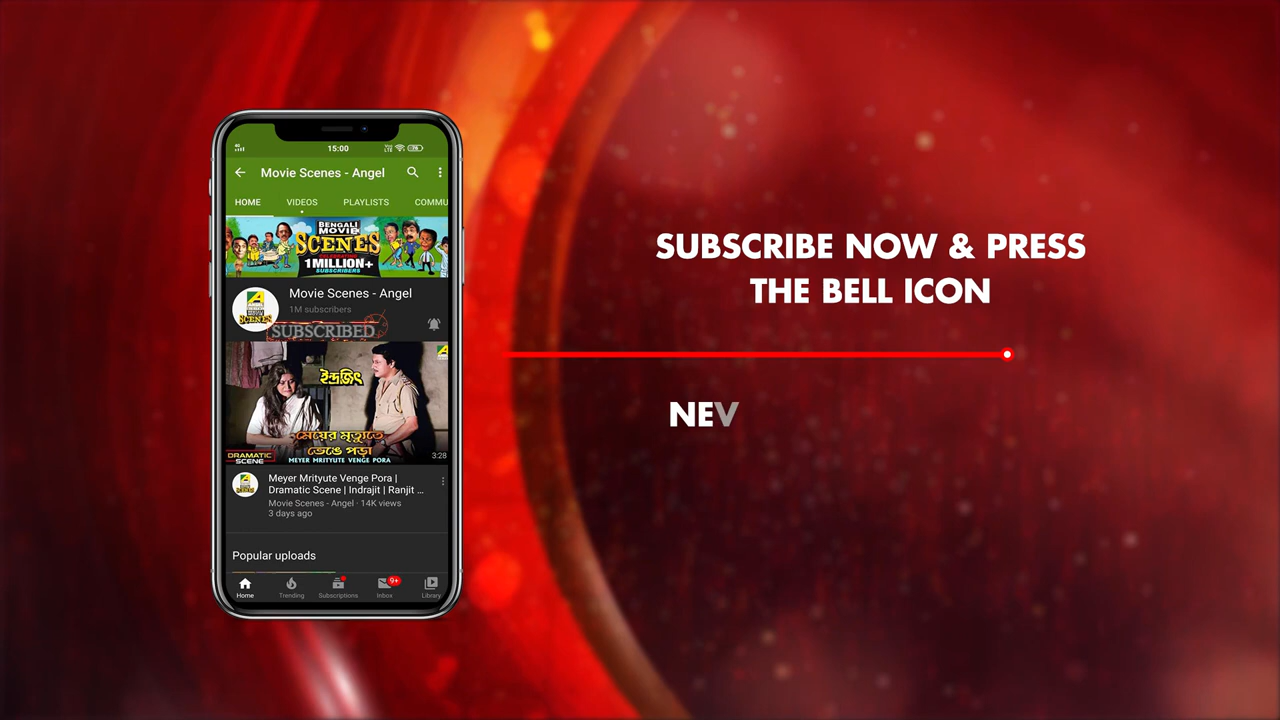 15:00
Movie Scenes - Angel
HOME VIDEOS PLAYLISTS COMMU
BENGALI
MOVIE
SCENES
CELEBRATING
1MILLION+
SUBSCRIBERS
Movie Scenes - Angel
1M subscribers
SUBSCRIBED
ইন্দ্রজিৎ
মেয়ের মৃত্যুতে
ভেঙে পড়া
MEYER MRITYUTE VENGE PORA
DRAMATIC
SCENE
3:28
Meyer Mrityute Venge Pora |
Dramatic Scene | Indrajit | Ranjit ...
Movie Scenes - Angel · 14K views
3 days ago
Popular uploads
9+
Home Trending Subscriptions Inbox Library
SUBSCRIBE NOW & PRESS
THE BELL ICON
NEV